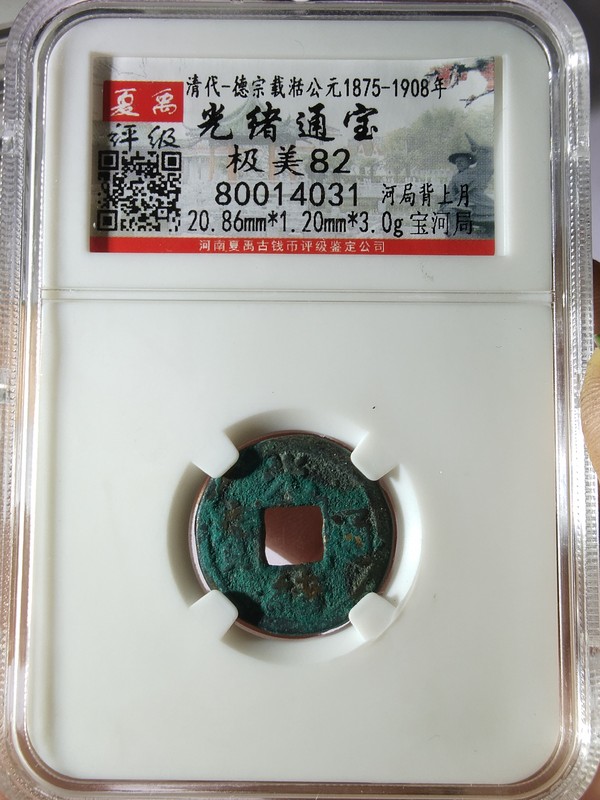 夏禹
评级
清代-德宗载湉公元1875-1908年
光绪通宝
极美82
80014031 河局背上月
20.86mm*1.20mm*3.0g 宝河局
河南夏禹古钱币评级鉴定公司